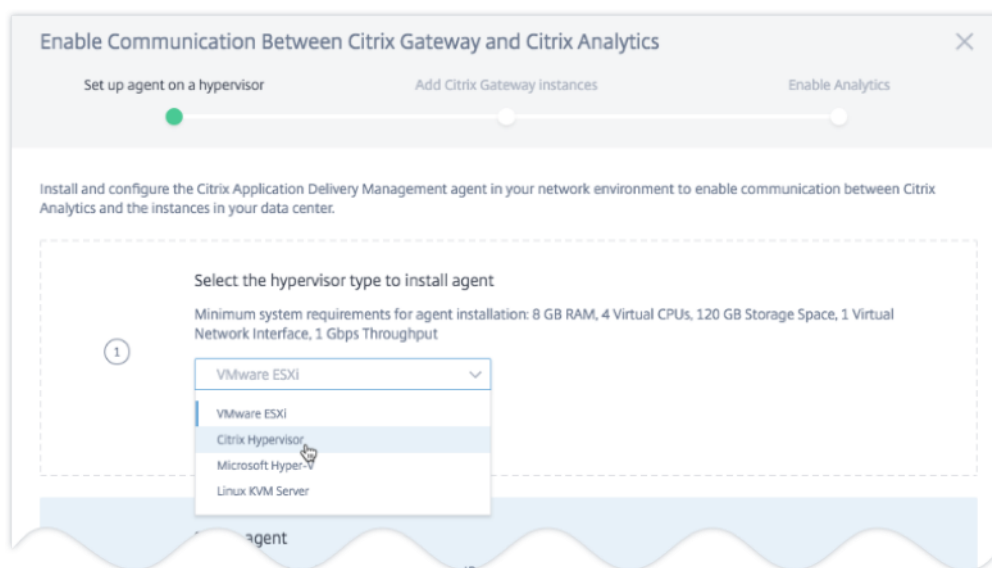 Enable Communication Between Citrix Gateway and Citrix Analytics
Set up agent on a hypervisor
Add Citrix Gateway instances
Enable Analytics
Install and configure the Citrix Application Delivery Management agent in your network environment to enable communication between Citrix
Analytics and the instances in your data center.
Select the hypervisor type to install agent
Minimum system requirements for agent installation: 8 GB RAM, 4 Virtual CPUs, 120 GB Storage Space, 1 Virtual
Network Interface, 1 Gbps Throughput
1
VMware ESXi
VMware ESXi
Citrix Hypervisor
Microsoft Hyper-V
Linux KVM Server
agent